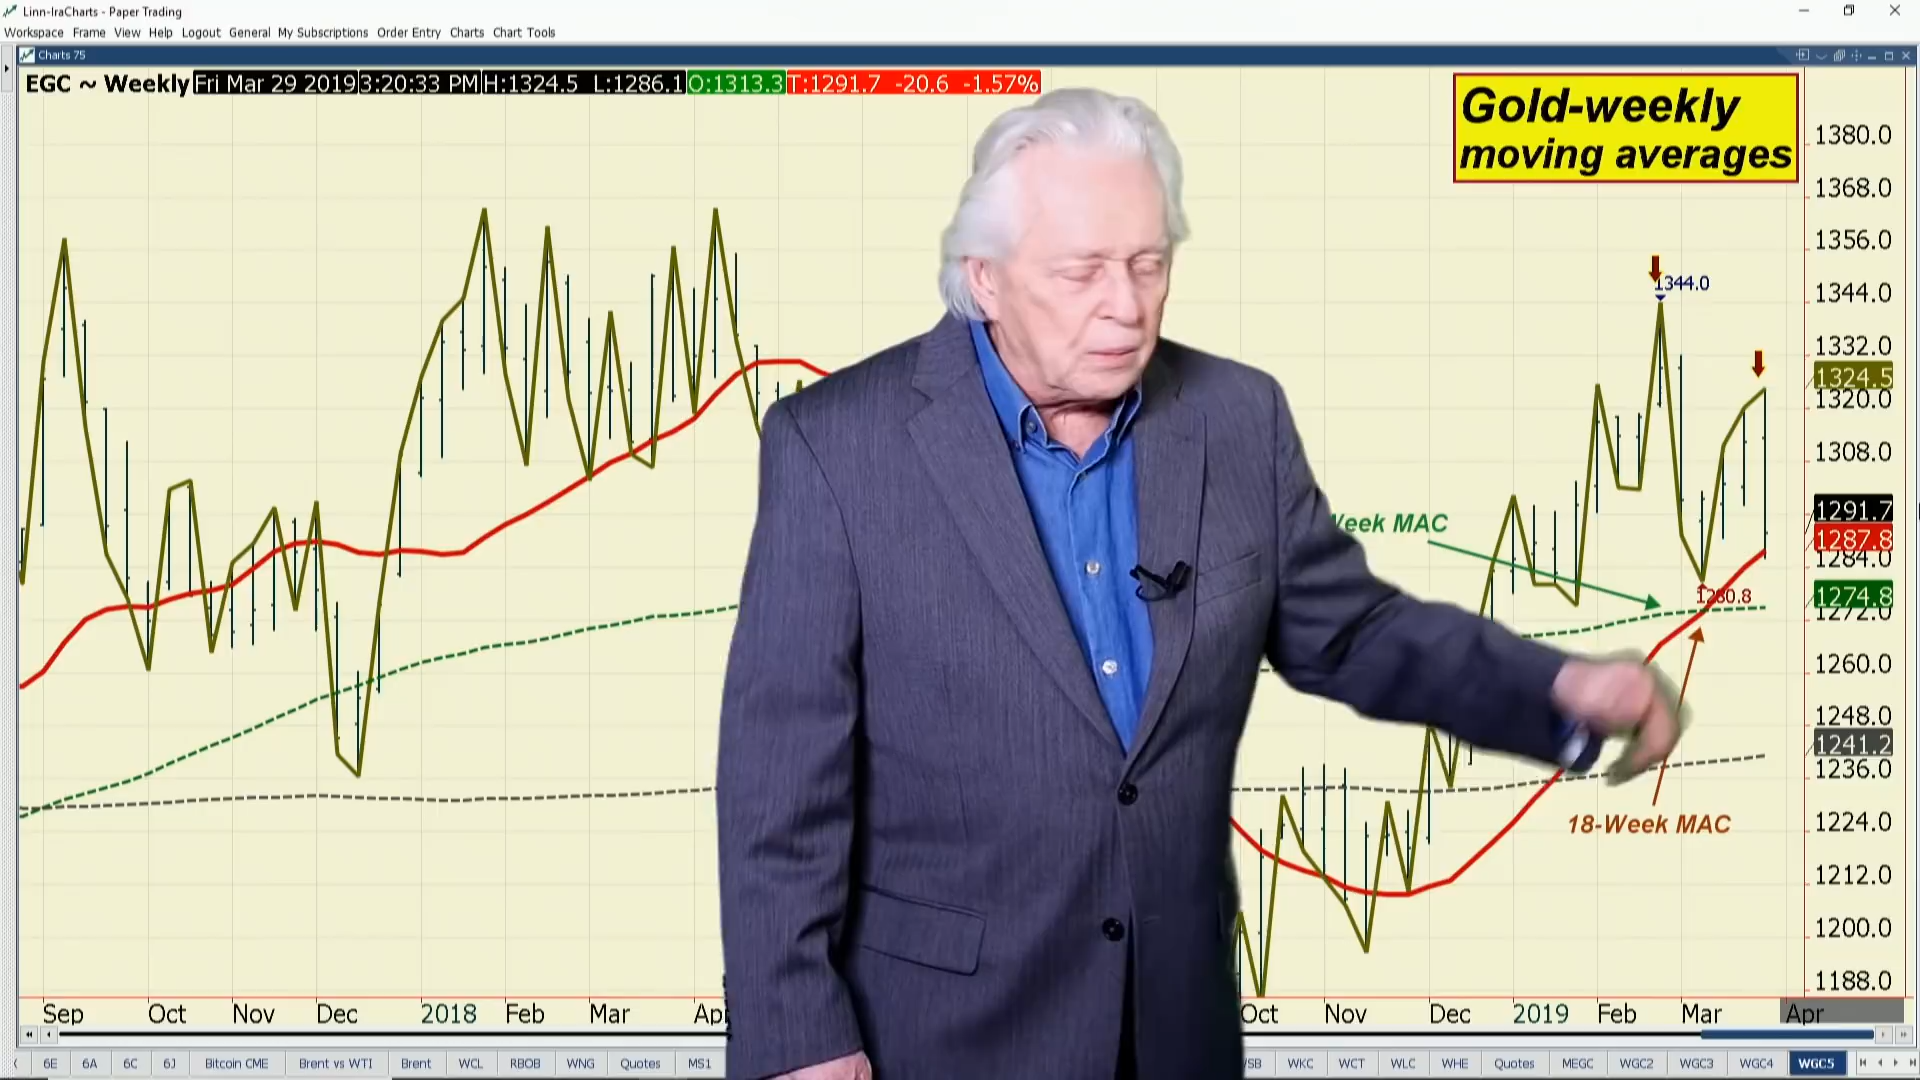 Linn-IraCharts - Paper Trading
Workspace Frame View Help Logout General My Subscriptions Order Entry Charts Chart Tools
Charts 75
EGC ~ Weekly Fri Mar 29 2019 3:20:33 PM H:1324.5 L:1286.1 O:1313.3 T:1291.7 -20.6 -1.57%
Gold-weekly
moving averages
1380.0
1368.0
1356.0
1344.0
1344.0
1332.0
1324.5
1320.0
1308.0
1291.7
Week MAC
1287.8
1284.0
1280.8
1274.8
1272.0
1260.0
1248.0
1241.2
1236.0
18-Week MAC
1224.0
1212.0
1200.0
1188.0
Sep Oct Nov Dec 2018 Feb Mar Ap Oct Nov Dec 2019 Feb Mar Apr
6E 6A 6C 6J Bitcoin CME Brent vs WTI Brent WCL RBOB WNG Quotes MS1 SB WKC WCT WLC WHE Quotes MEGC WGC2 WGC3 WGC4 WGC5